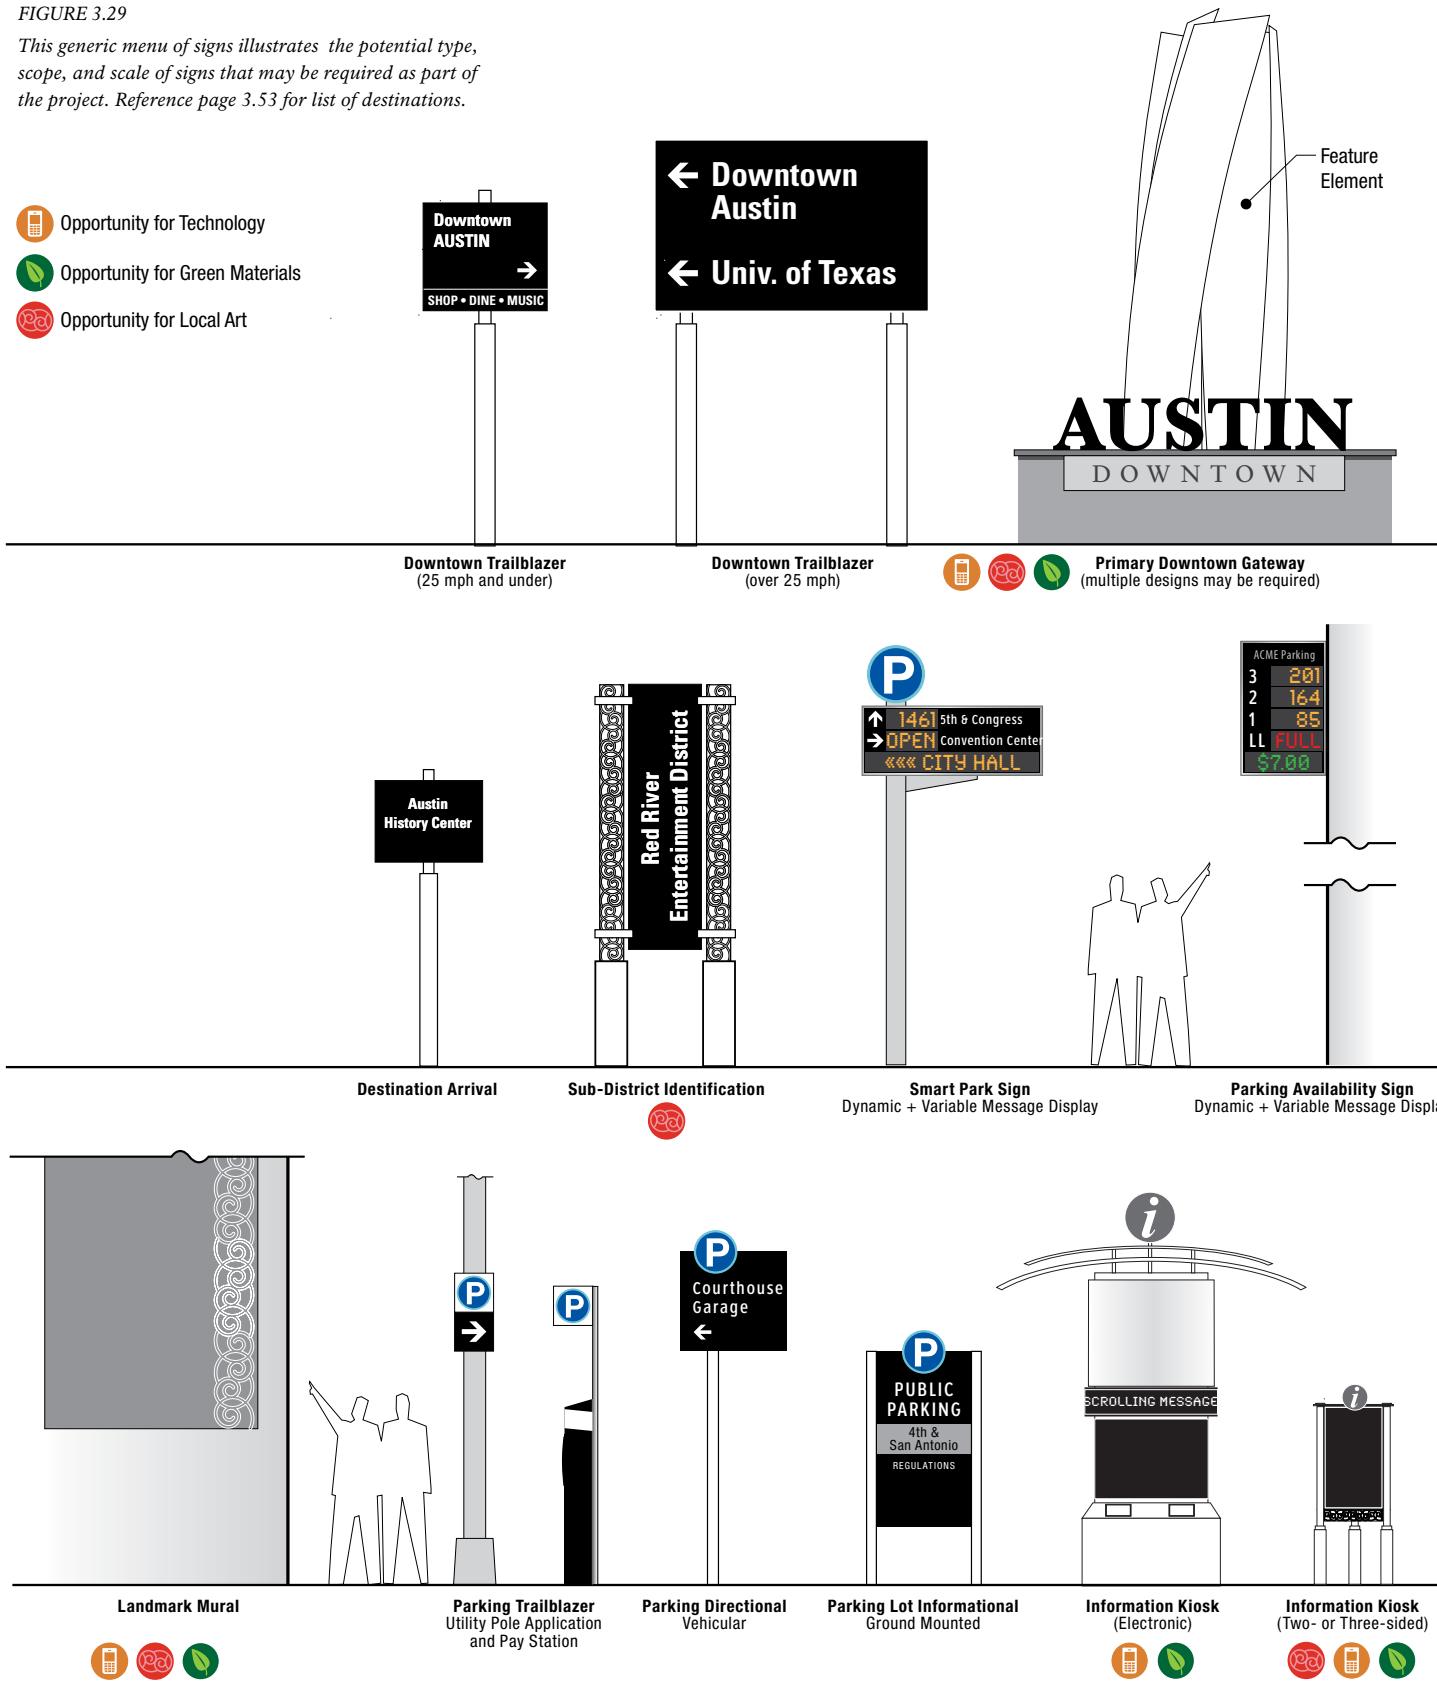 FIGURE 3.29
This generic menu of signs illustrates the potential type,
scope, and scale of signs that may be required as part of
the project. Reference page 3.53 for list of destinations.
Opportunity for Technology
Opportunity for Green Materials
Opportunity for Local Art
Downtown
AUSTIN
SHOP • DINE • MUSIC
Downtown
Austin
Univ. of Texas
Feature
Element
AUSTIN
DOWNTOWN
Downtown Trailblazer
(25 mph and under)
Downtown Trailblazer
(over 25 mph)
Primary Downtown Gateway
(multiple designs may be required)
Austin
History Center
Red River
Entertainment District
P
1461 5th & Congress
OPEN Convention Center
««« CITY HALL
ACME Parking
3 201
2 164
1 85
LL FULL
$7.00
Destination Arrival
Sub-District Identification
Smart Park Sign
Dynamic + Variable Message Display
Parking Availability Sign
Dynamic + Variable Message Displa
P
P
P
Courthouse
Garage
P
PUBLIC
PARKING
4th &
San Antonio
REGULATIONS
i
SCROLLING MESSAGE
i
Landmark Mural
Parking Trailblazer
Utility Pole Application
and Pay Station
Parking Directional
Vehicular
Parking Lot Informational
Ground Mounted
Information Kiosk
(Electronic)
Information Kiosk
(Two- or Three-sided)